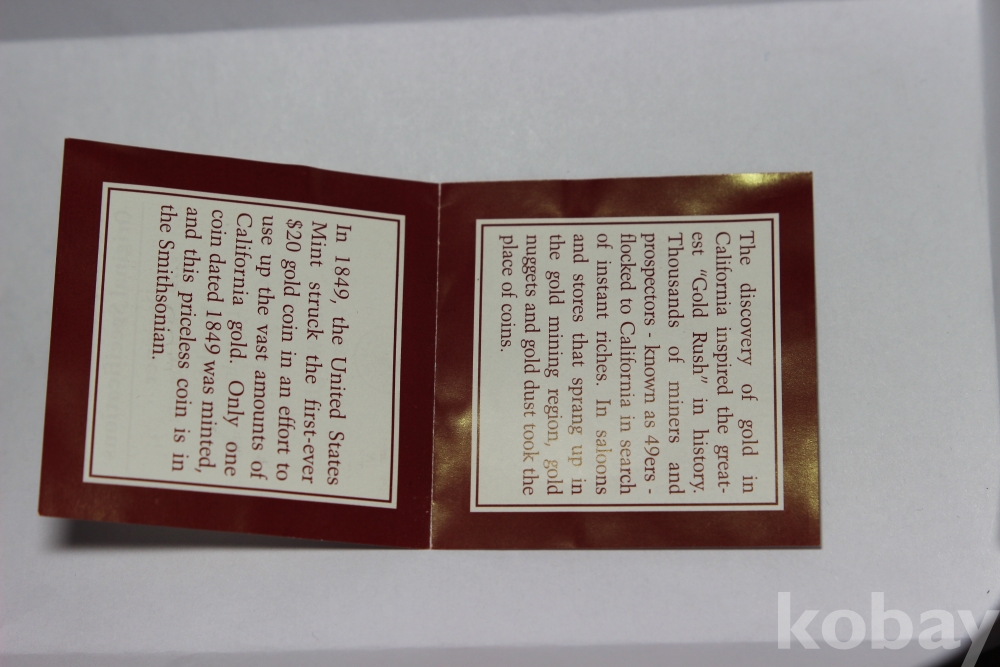 The discovery of gold in
California inspired the great-
est "Gold Rush" in history.
Thousands of miners and
prospectors - known as 49ers -
flocked to California in search
of instant riches. In saloons
and stores that sprang up in
the gold mining region, gold
nuggets and gold dust took the
place of coins.
In 1849, the United States
Mint struck the first-ever
$20 gold coin in an effort to
use up the vast amounts of
California gold. Only one
coin dated 1849 was minted,
and this priceless coin is in
the Smithsonian.
kobay